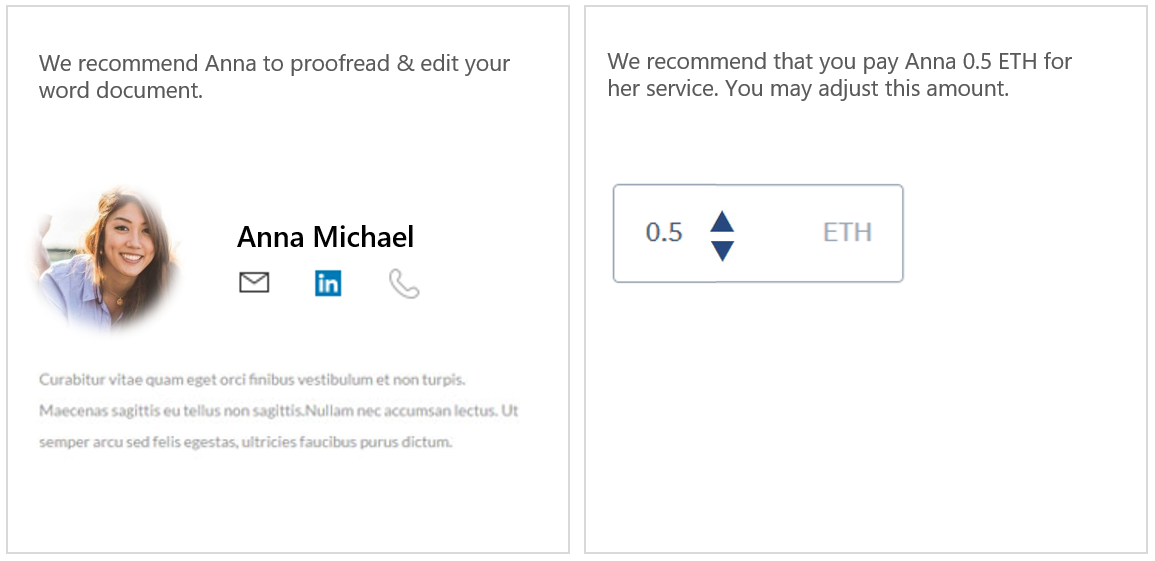 We recommend Anna to proofread & edit your
word document.
Anna Michael
in
Curabitur vitae quam eget orci finibus vestibulum et non turpis.
Maecenas sagittis eu tellus non sagittis.Nullam nec accumsan lectus. Ut
semper arcu sed felis egestas, ultricies faucibus purus dictum.
We recommend that you pay Anna 0.5 ETH for
her service. You may adjust this amount.
0.5 ETH